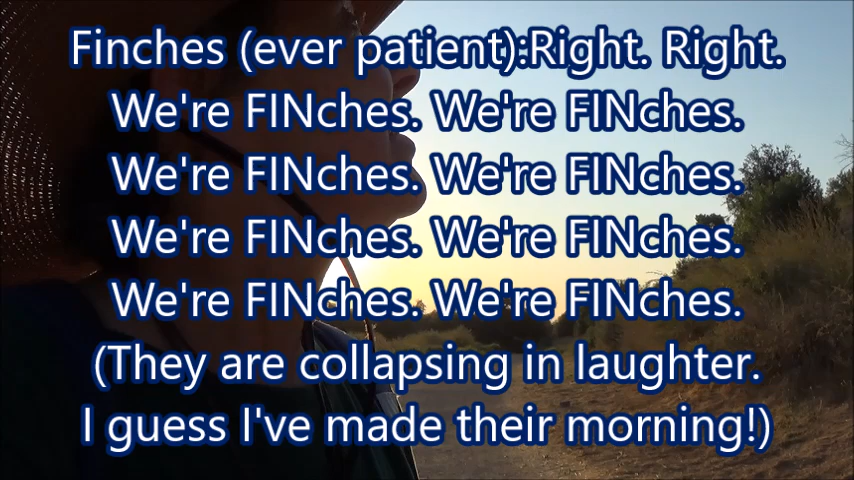 Finches (ever patient):Right. Right.
We're FINches. We're FINches.
We're FINches. We're FINches.
We're FINches. We're FINches.
We're FINches. We're FINches.
(They are collapsing in laughter.
I guess I've made their morning!)